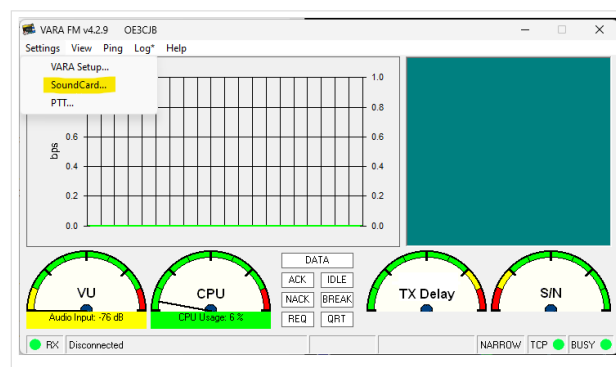 VARA FM v4.2.9 OE3CJB
Settings View Ping Log* Help
VARA Setup...
SoundCard...
PTT...
1.0
0.8
0.6 0.6
0.4 0.4
0.2 0.2
0.0 0.0
bps
DATA
ACK IDLE
NACK BREAK
REQ QRT
VU
Audio Input: -76 dB
CPU
CPU Usage: 6 %
TX Delay
S/N
RX Disconnected NARROW TCP BUSY